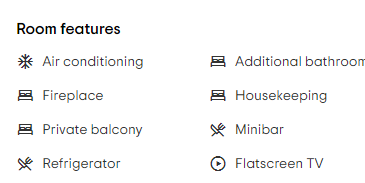 Room features
Air conditioning
Additional bathroom
Fireplace
Housekeeping
Private balcony
Minibar
Refrigerator
Flatscreen TV